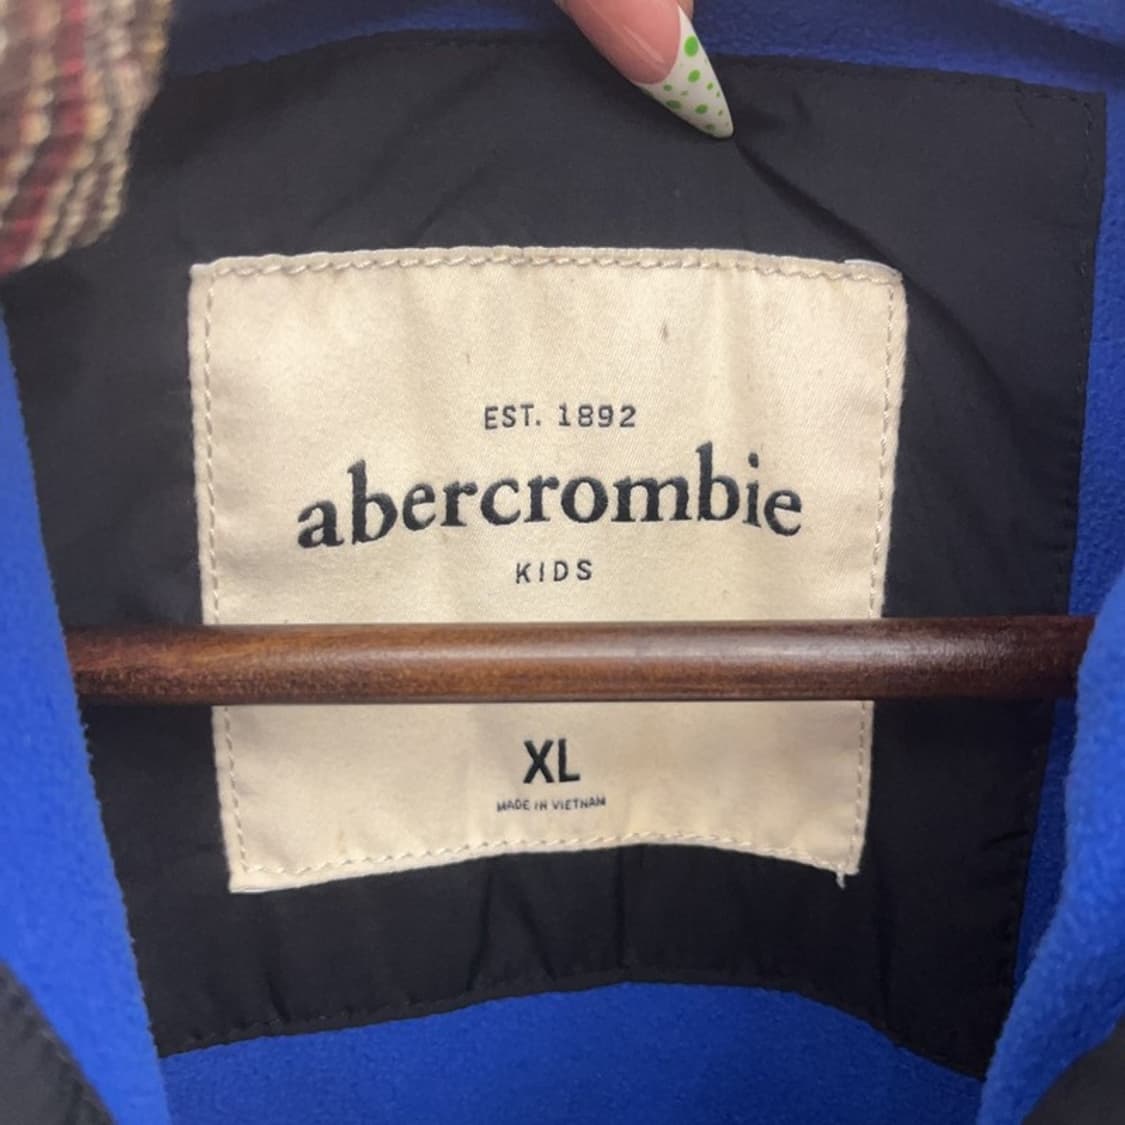 EST. 1892
abercrombie
KIDS
XL
MADE IN VIETNAM